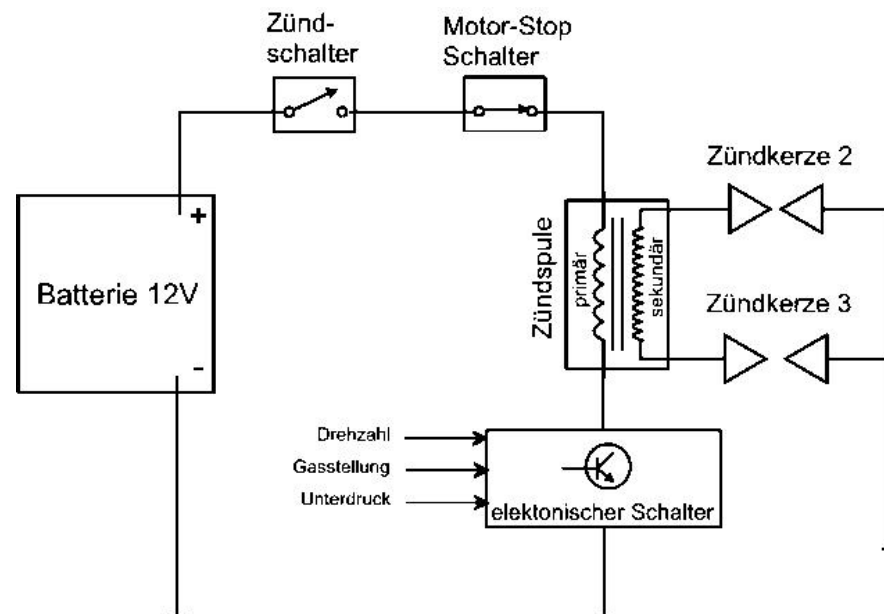 Zünd-
schalter
Motor-Stop
Schalter
Zündkerze 2
+
Batterie 12V
-
Zündspule
primär
sekundär
Zündkerze 3
Drehzahl
Gasstellung
Unterdruck
elektonischer Schalter